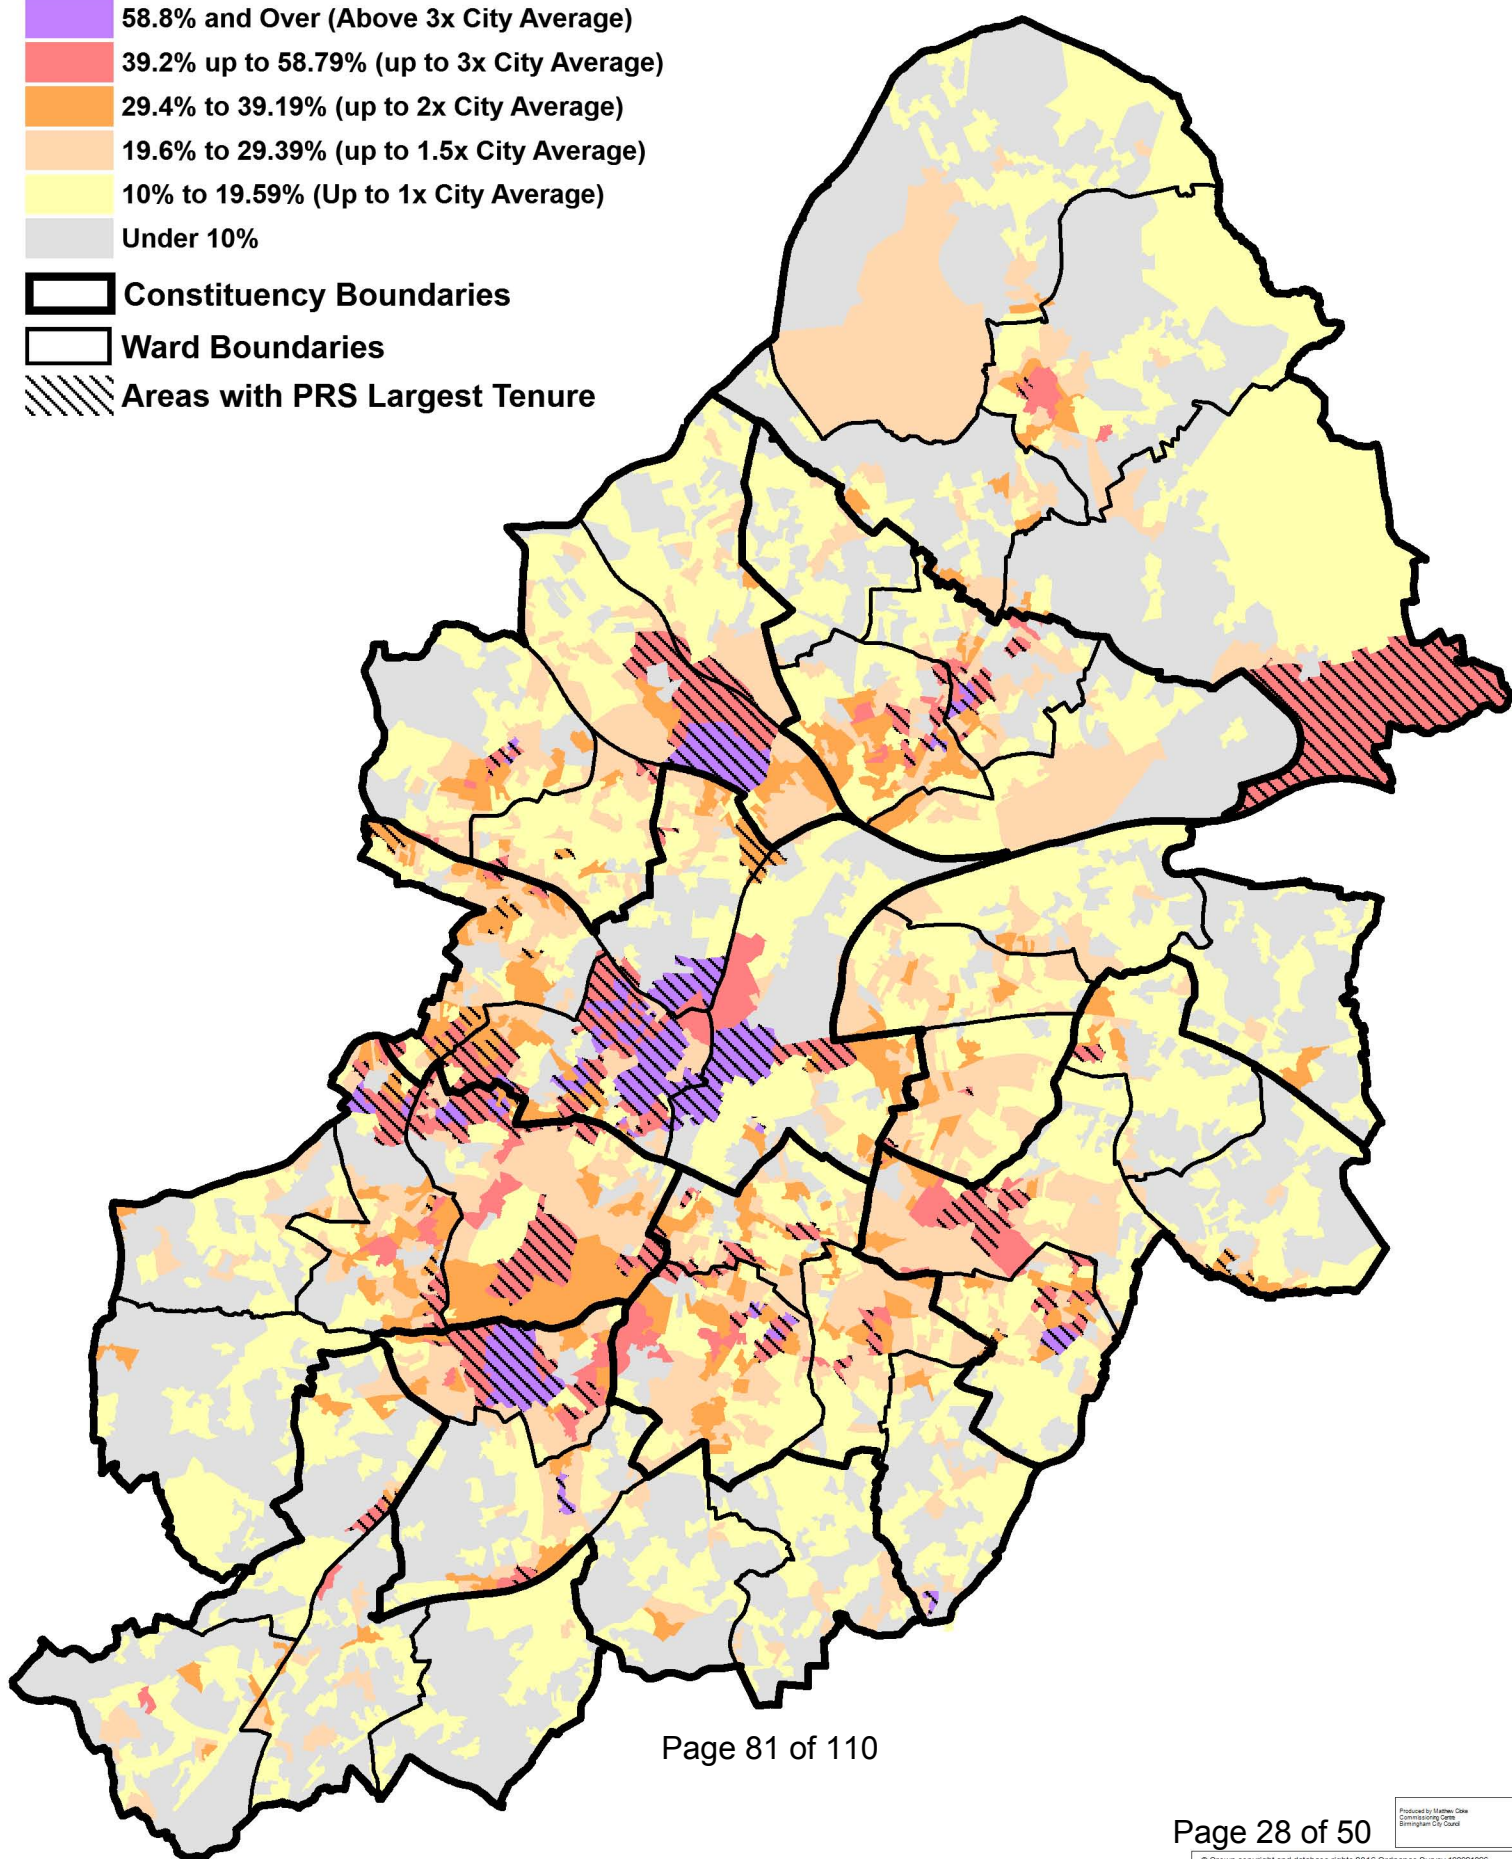 58.8% and Over (Above 3x City Average)
39.2% up to 58.79% (up to 3x City Average)
29.4% to 39.19% (up to 2x City Average)
19.6% to 29.39% (up to 1.5x City Average)
10% to 19.59% (Up to 1x City Average)
Under 10%
Constituency Boundaries
Ward Boundaries
Areas with PRS Largest Tenure
Page 81 of 110
Page 28 of 50
Produced by Matthew
Commissioning Centre
Birmingham City Council